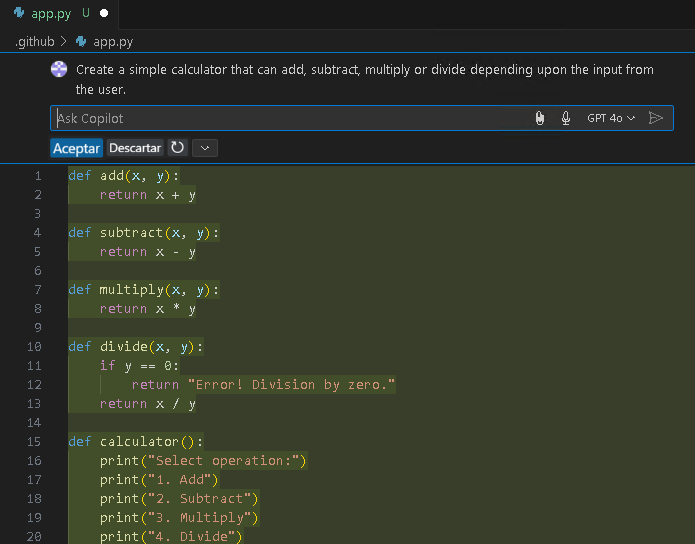 app.py U
.github > app.py
Create a simple calculator that can add, subtract, multiply or divide depending upon the input from
the user.
Ask Copilot GPT 4o
Aceptar Descartar
1 def add(x, y):
2     return x + y
3
4 def subtract(x, y):
5     return x - y
6
7 def multiply(x, y):
8     return x * y
9
10 def divide(x, y):
11     if y == 0:
12         return "Error! Division by zero."
13     return x / y
14
15 def calculator():
16     print("Select operation:")
17     print("1. Add")
18     print("2. Subtract")
19     print("3. Multiply")
20     print("4. Divide")